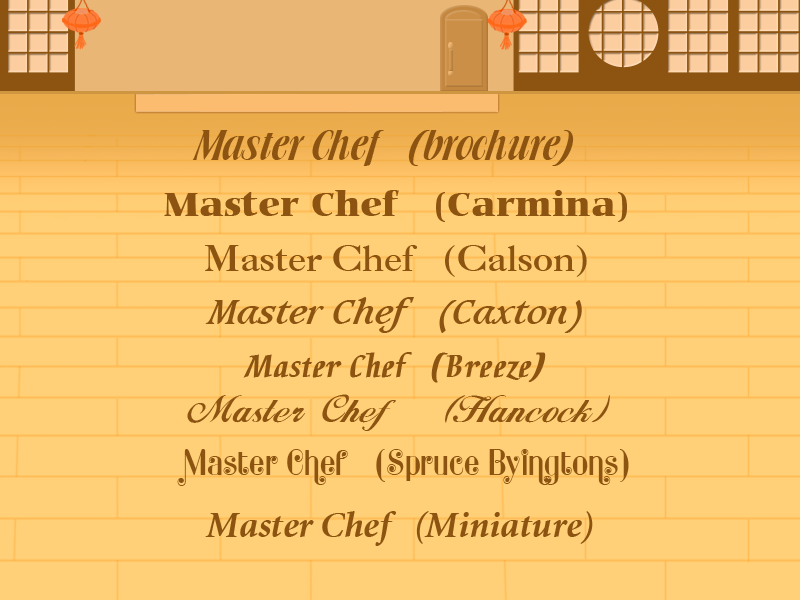 Master Chef (brochure)
Master Chef (Carmina)
Master Chef (Calson)
Master Chef (Caxton)
Master Chef (Breeze)
Master Chef (Hancock)
Master Chef (Spruce Byingtons)
Master Chef (Miniature)